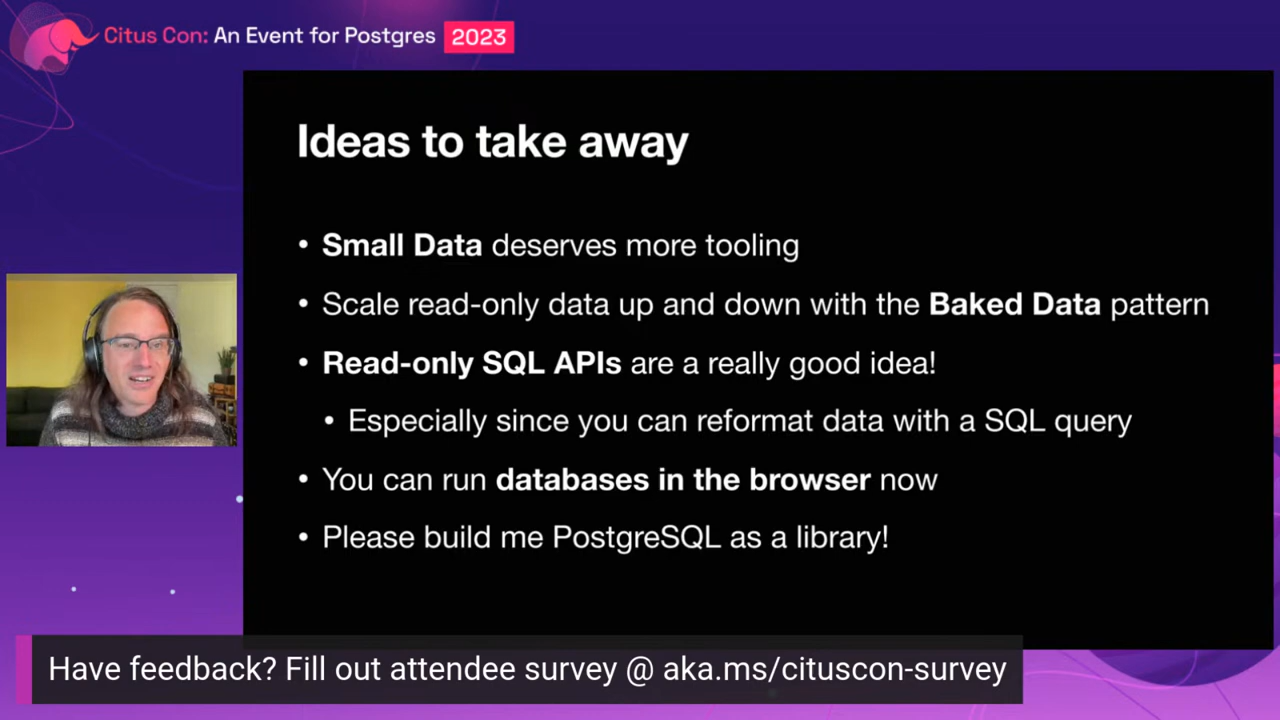 Citus Con: An Event for Postgres 2023
Ideas to take away
• Small Data deserves more tooling
• Scale read-only data up and down with the Baked Data pattern
• Read-only SQL APIs are a really good idea!
• Especially since you can reformat data with a SQL query
• You can run databases in the browser now
• Please build me PostgreSQL as a library!
Have feedback? Fill out attendee survey @ aka.ms/cituscon-survey